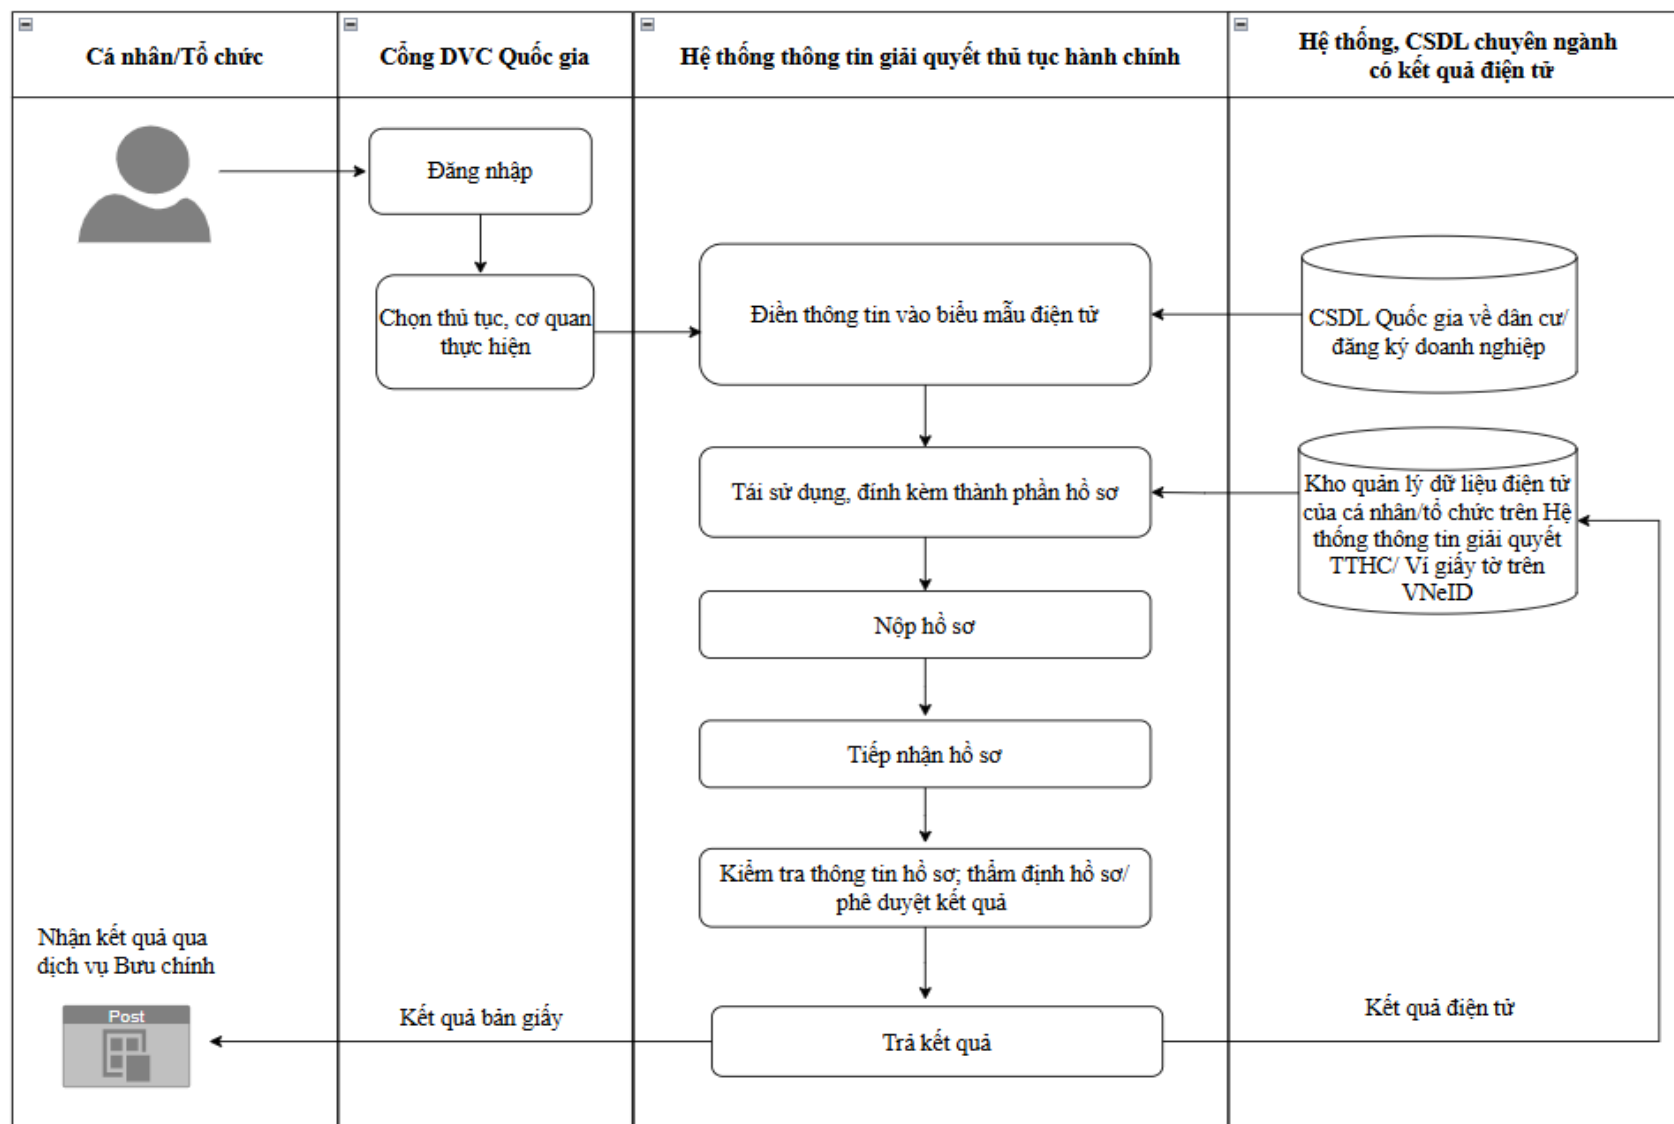 Cá nhân/Tổ chức
Cổng DVC Quốc gia
Hệ thống thông tin giải quyết thủ tục hành chính
Hệ thống, CSDL chuyên ngành
có kết quả điện tử
Đăng nhập
Chọn thủ tục, cơ quan
thực hiện
Điền thông tin vào biểu mẫu điện tử
CSDL Quốc gia về dân cư/
đăng ký doanh nghiệp
Tái sử dụng, đính kèm thành phần hồ sơ
Kho quản lý dữ liệu điện tử
của cá nhân/tổ chức trên Hệ
thống thông tin giải quyết
TTHC/ Ví giấy tờ trên
VNeID
Nộp hồ sơ
Tiếp nhận hồ sơ
Kiểm tra thông tin hồ sơ; thẩm định hồ sơ/
phê duyệt kết quả
Nhận kết quả qua
dịch vụ Bưu chính
Post
Kết quả bản giấy
Trả kết quả
Kết quả điện tử